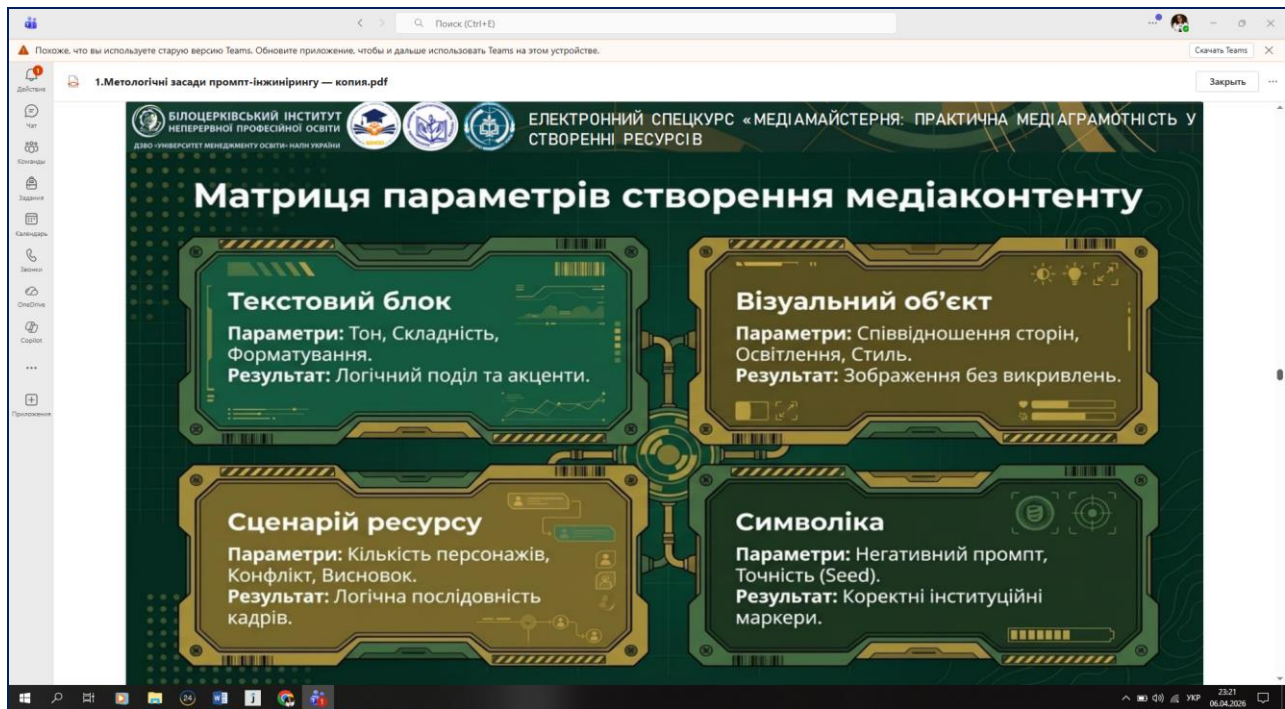 Поиск (Ctrl+E)
Похоже, что вы используете старую версию Teams. Обновите приложение, чтобы и дальше использовать Teams на этом устройстве.
Скачать Teams
Действие
Чат
Команды
Задания
Календарь
Звонки
OneDrive
Copilot
Приложения
1.Метологічні засади промпт-інжинірингу — копия.pdf
Закрыть
БІЛОЦЕРКІВСЬКИЙ ІНСТИТУТ
НЕПЕРЕРВНОЇ ПРОФЕСІЙНОЇ ОСВІТИ
ДЗВО «УНІВЕРСИТЕТ МЕНЕДЖМЕНТУ ОСВІТИ» НАПН УКРАЇНИ
ЕЛЕКТРОННИЙ СПЕЦКУРС «МЕДІАМАЙСТЕРНЯ: ПРАКТИЧНА МЕДІАГРАМОТНІСТЬ У
СТВОРЕННІ РЕСУРСІВ
Матриця параметрів створення медіаконтенту
Текстовий блок
Параметри: Тон, Складність,
Форматування.
Результат: Логічний поділ та акценти.
Візуальний об’єкт
Параметри: Співвідношення сторін,
Освітлення, Стиль.
Результат: Зображення без викривлень.
Сценарій ресурсу
Параметри: Кількість персонажів,
Конфлікт, Висновок.
Результат: Логічна послідовність
кадрів.
Символіка
Параметри: Негативний промпт,
Точність (Seed).
Результат: Коректні інституційні
маркери.
24
УКР
23:21
06.04.2026